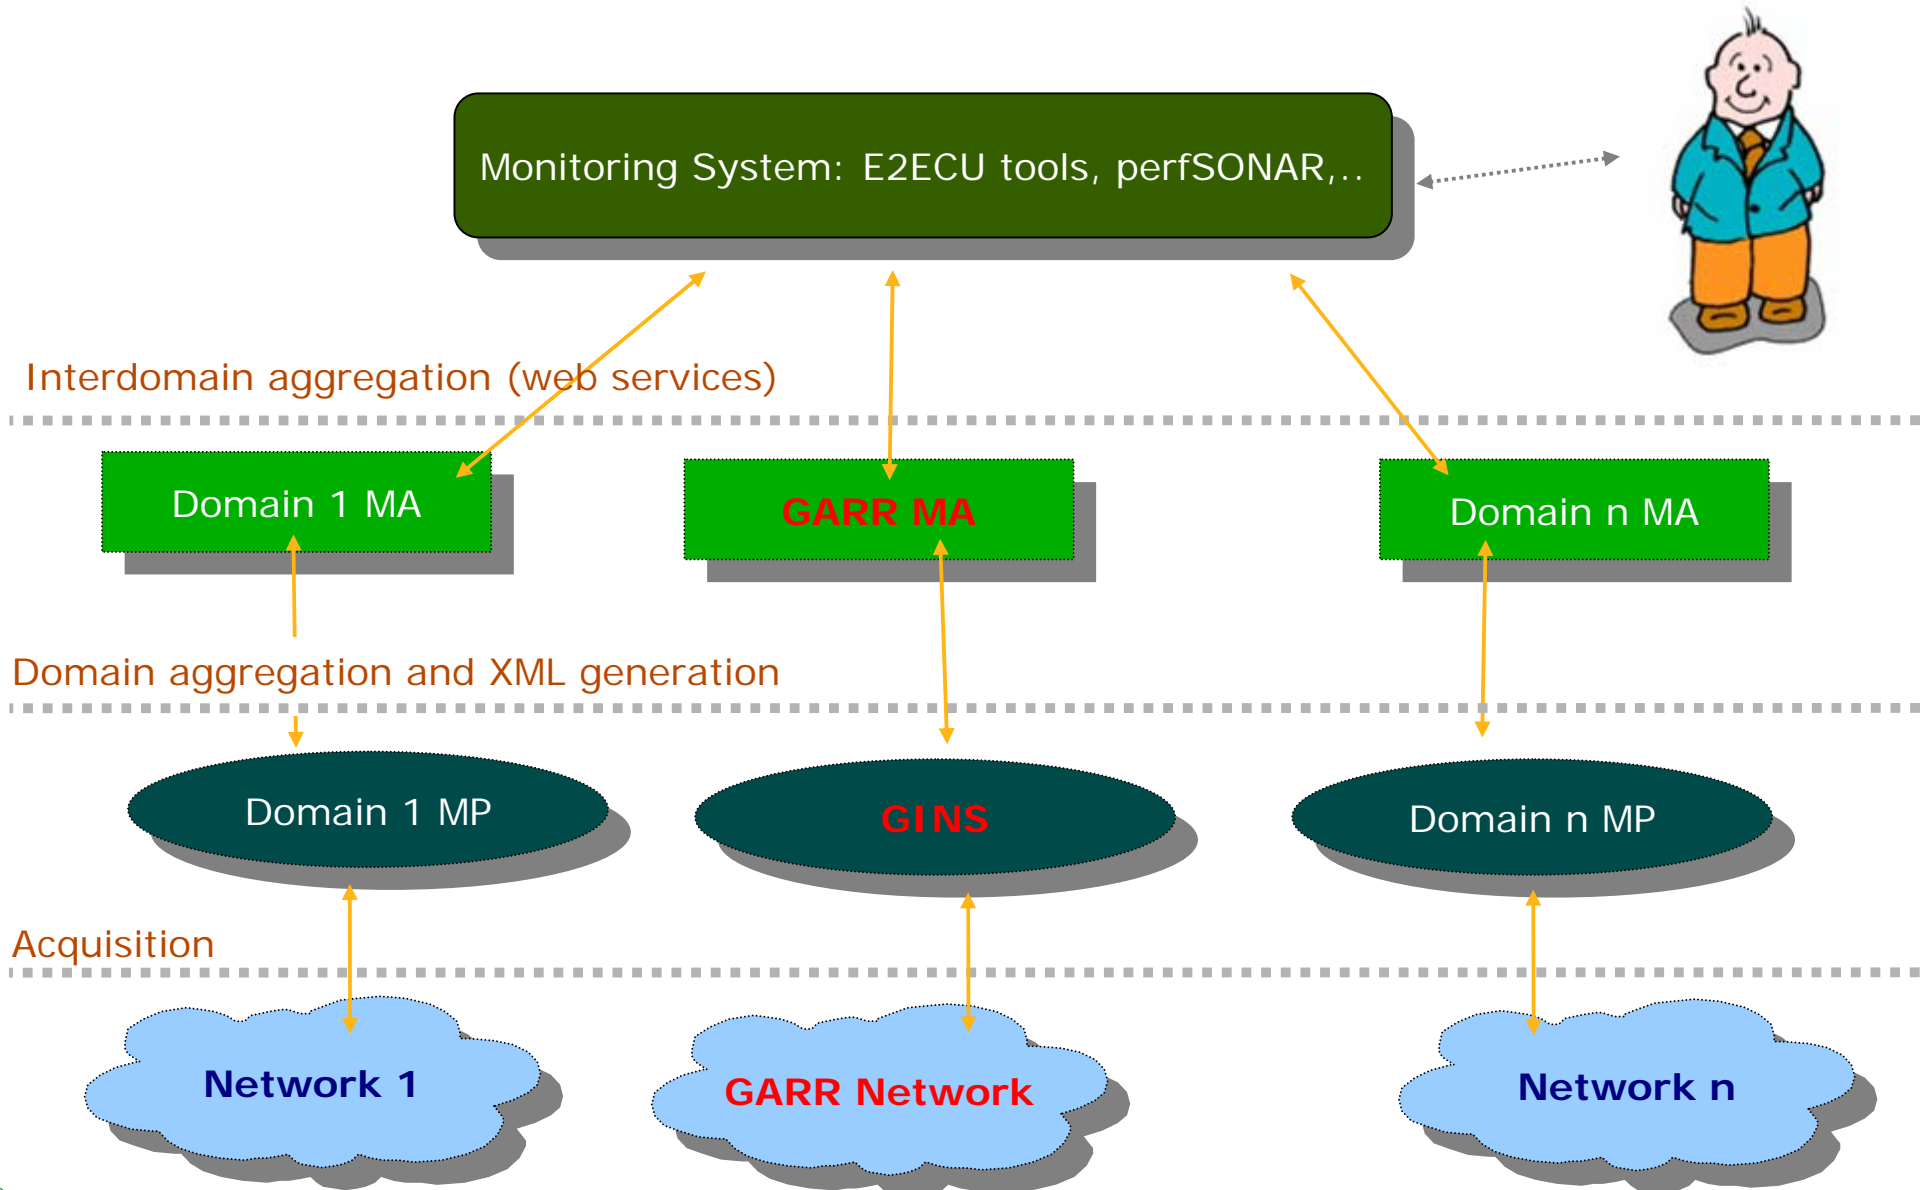 Monitoring System: E2ECU tools, perfSONAR,..
Interdomain aggregation (web services)
Domain 1 MA
GARR MA
Domain n MA
Domain aggregation and XML generation
Domain 1 MP
GINS
Domain n MP
Acquisition
Network 1
GARR Network
Network n